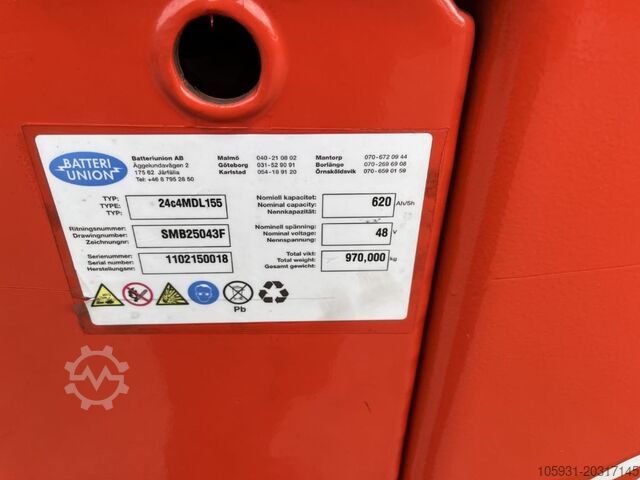 BATTERI
UNION
Batteriunion AB
Äggelundavägen 2
175 62 Järfälla
Tel: +46 8 795 28 50
Malmö 040-21 08 02
Göteborg 031-52 90 91
Karlstad 054-18 91 20
Mantorp 070-672 09 44
Borlänge 070-269 69 08
Örnsköldsvik 070-659 01 59
TYP:
TYPE: 24c4MDL155
TYP:
Ritningsnummer:
Drawingnumber: SMB25043F
Zeichnungnr:
Serienummer:
Serial number: 1102150018
Herstellungsnr:
Nomiell kapacitet:
Nominal capacity: 620 Ah/5h
Nennkapazität:
Nominell spänning:
Nominal voltage: 48 V
Nennspannung:
Total vikt:
Total weight: 970,000 kg
Gesamt gewicht:
Pb
105931-20317145